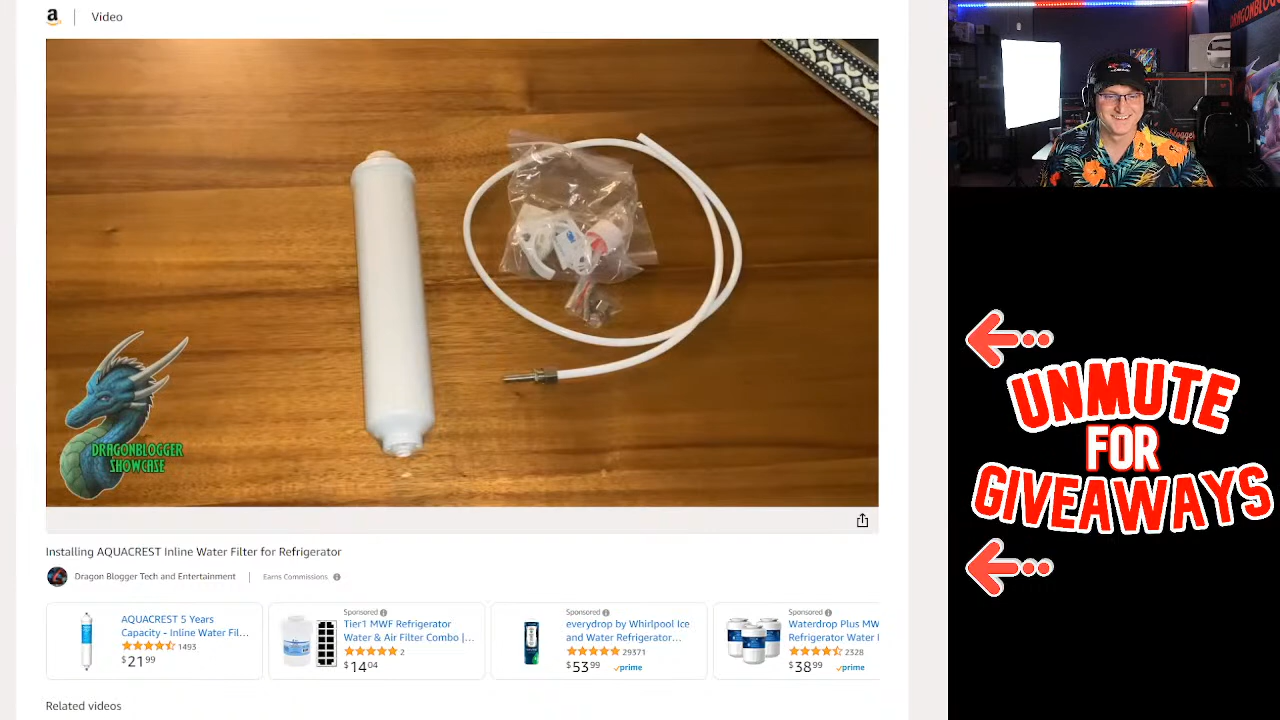 Video
DRAGONBLOGGER
SHOWCASE
Installing AQUACREST Inline Water Filter for Refrigerator
Dragon Blogger Tech and Entertainment
Earns Commissions
AQUACREST 5 Years
Capacity - Inline Water Fil...
1493
$21 99
Sponsored
Tier1 MWF Refrigerator
Water & Air Filter Combo |...
2
$14 04
Sponsored
everydrop by Whirlpool Ice
and Water Refrigerator...
29371
$53 99
prime
Sponsored
Waterdrop Plus MW
Refrigerator Water
2328
$38 99
prime
Related videos
UNMUTE
FOR
GIVEAWAYS